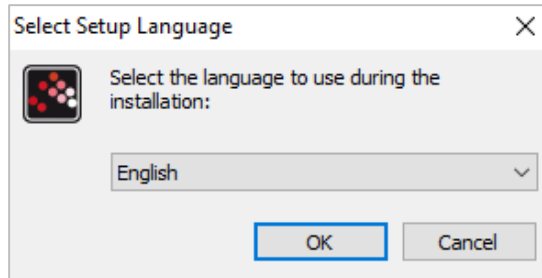 Select Setup Language
Select the language to use during the
installation:
English
OK
Cancel